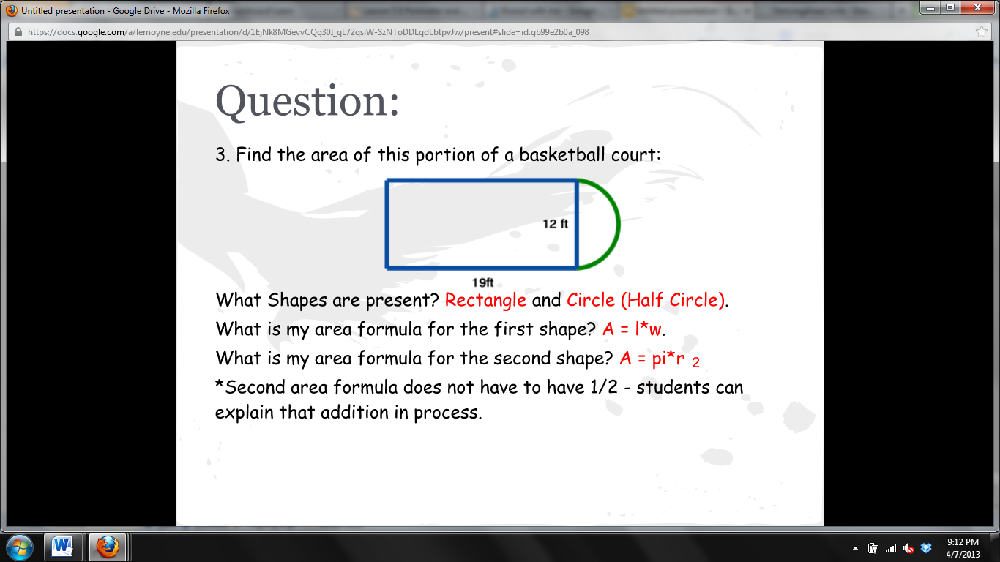 Untitled presentation - Google Drive - Mozilla Firefox
https://docs.google.com/a/lemoyne.edu/presentation/d/1EjNk8MGevvCQg30I_qL72qsiW-SzNToDDLqdLbtpvJw/present#slide=id.gb99e2b0a_098
Question:
3. Find the area of this portion of a basketball court:
12 ft
19ft
What Shapes are present? Rectangle and Circle (Half Circle).
What is my area formula for the first shape? A = l*w.
What is my area formula for the second shape? A = pi*r 2
*Second area formula does not have to have 1/2 - students can
explain that addition in process.
9:12 PM
4/7/2013